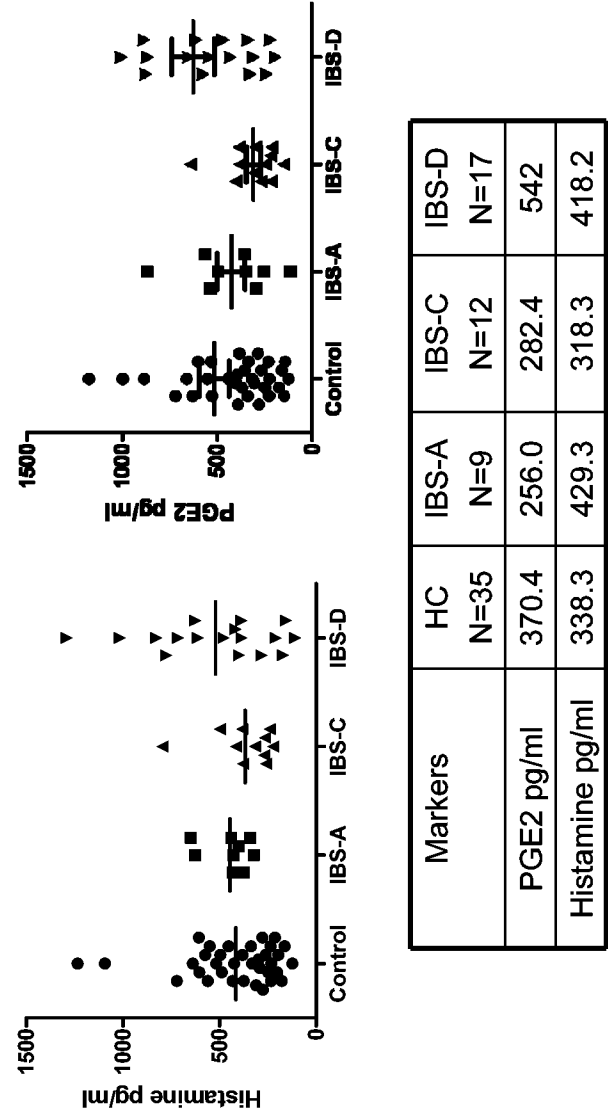 Histamine pg/ml
1500
1000
500
0
Control IBS-A IBS-C IBS-D
PGE2 pg/ml
1500
1000
500
0
Control IBS-A IBS-C IBS-D
Markers HC IBS-A IBS-C IBS-D
N=35 N=9 N=12 N=17
PGE2 pg/ml 370.4 256.0 282.4 542
Histamine pg/ml 338.3 429.3 318.3 418.2